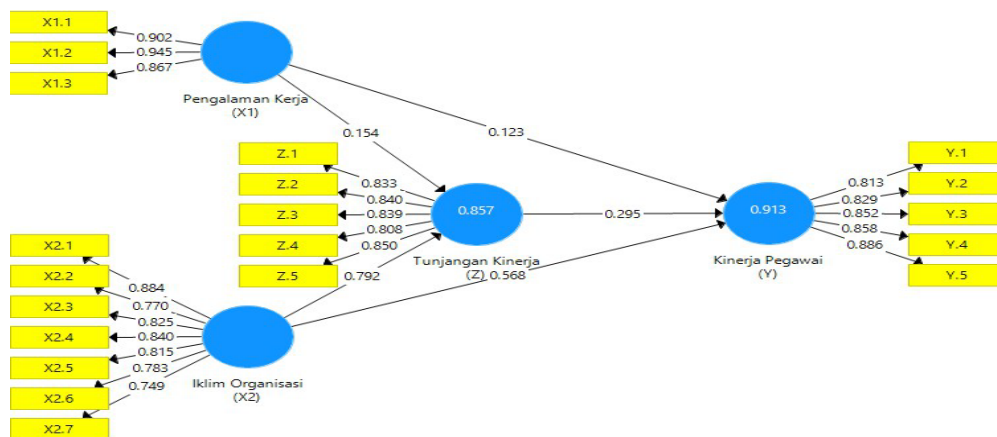 X1.1
X1.2
X1.3
0.902
0.945
0.867
Pengalaman Kerja
(X1)
0.154
0.123
Z.1
Z.2
Z.3
Z.4
Z.5
0.833
0.840
0.839
0.808
0.850
0.857
Tunjangan Kinerja
(Z)
0.295
0.792
0.568
0.913
Kinerja Pegawai
(Y)
0.813
0.829
0.852
0.858
0.886
Y.1
Y.2
Y.3
Y.4
Y.5
X2.1
X2.2
X2.3
X2.4
X2.5
X2.6
X2.7
0.884
0.770
0.825
0.840
0.815
0.783
0.749
Iklim Organisasi
(X2)